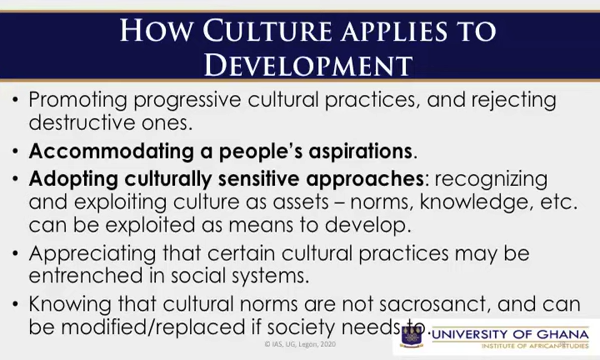 HOW CULTURE APPLIES TO
DEVELOPMENT
• Promoting progressive cultural practices, and rejecting
destructive ones.
• Accommodating a people's aspirations.
• Adopting culturally sensitive approaches: recognizing
and exploiting culture as assets – norms, knowledge, etc.
can be exploited as means to develop.
• Appreciating that certain cultural practices may be
entrenched in social systems.
• Knowing that cultural norms are not sacrosanct, and can
be modified/replaced if society needs to.
© IAS, UG, Legon, 2020
UNIVERSITY OF GHANA
INSTITUTE OF AFRICAN STUDIES